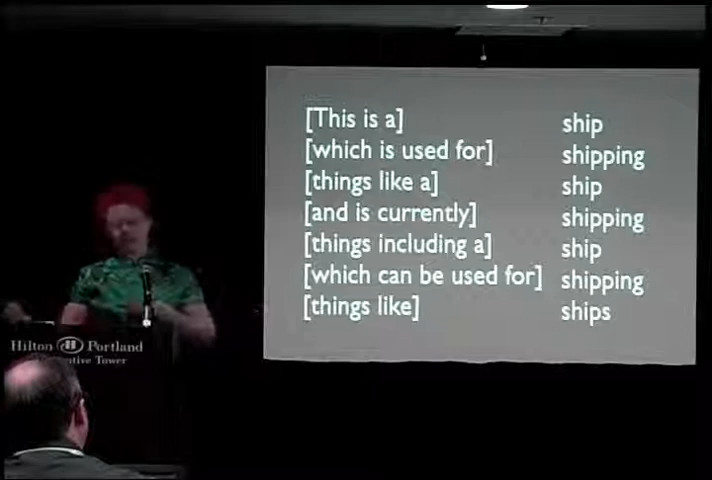 [This is a] ship
[which is used for] shipping
[things like a] ship
[and is currently] shipping
[things including a] ship
[which can be used for] shipping
[things like] ships
Hilton Portland
Tower